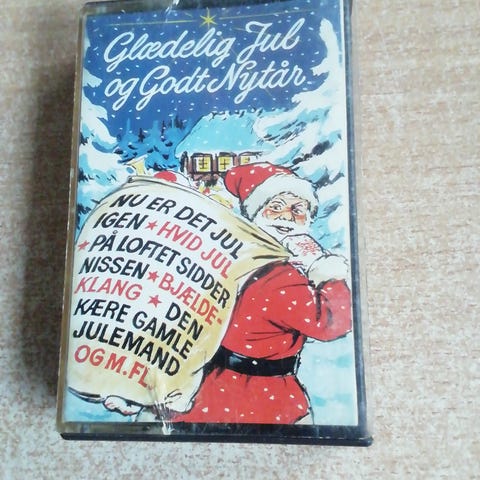 Glædelig Jul
og Godt Nytår
NU ER DET JUL
IGEN ★ HVID JUL
★ PÅ LOFTET SIDDER
NISSEN ★ BJÆLDE-
KLANG ★ DEN
KÆRE GAMLE
JULEMAND
OG M. FL.